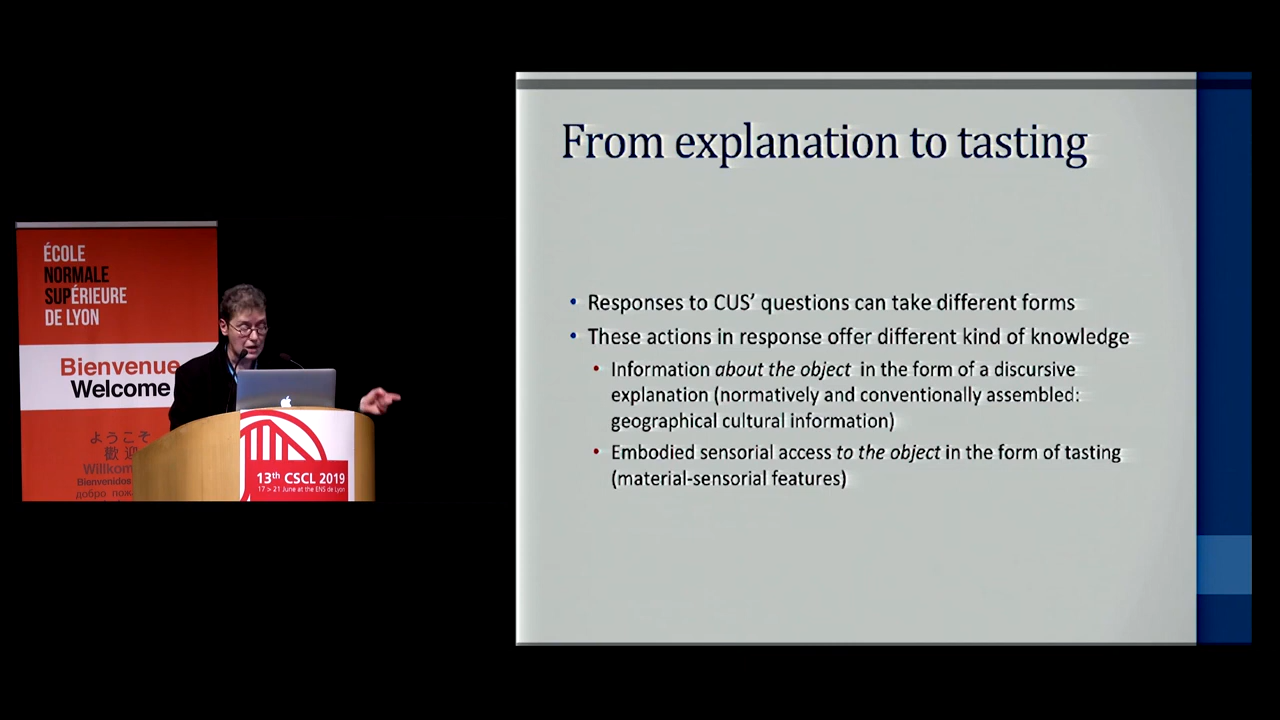 ÉCOLE
NORMALE
SUPÉRIEURE
DE LYON
Bienvenue
Welcome
ようこそ
歡迎
Bienvenidos
13th CSCL 2019
17 > 21 June at the ENS de Lyon
From explanation to tasting
• Responses to CUS’ questions can take different forms
• These actions in response offer different kind of knowledge
• Information about the object in the form of a discursive
explanation (normatively and conventionally assembled:
geographical cultural information)
• Embodied sensorial access to the object in the form of tasting
(material-sensorial features)